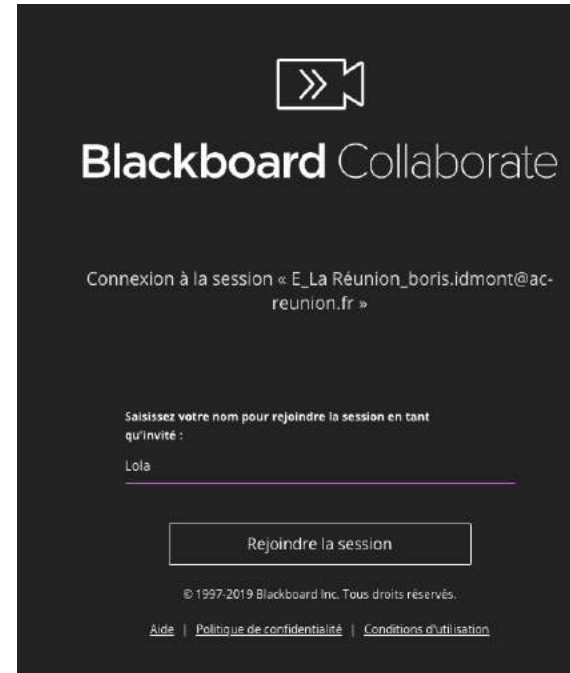 Blackboard Collaborate
Connexion à la session « E_La Réunion_boris.idmont@ac-
reunion.fr »
Saisissez votre nom pour rejoindre la session en tant
qu'invité :
Lola
Rejoindre la session
© 1997-2019 Blackboard Inc. Tous droits réservés.
Aide | Politique de confidentialité | Conditions d'utilisation